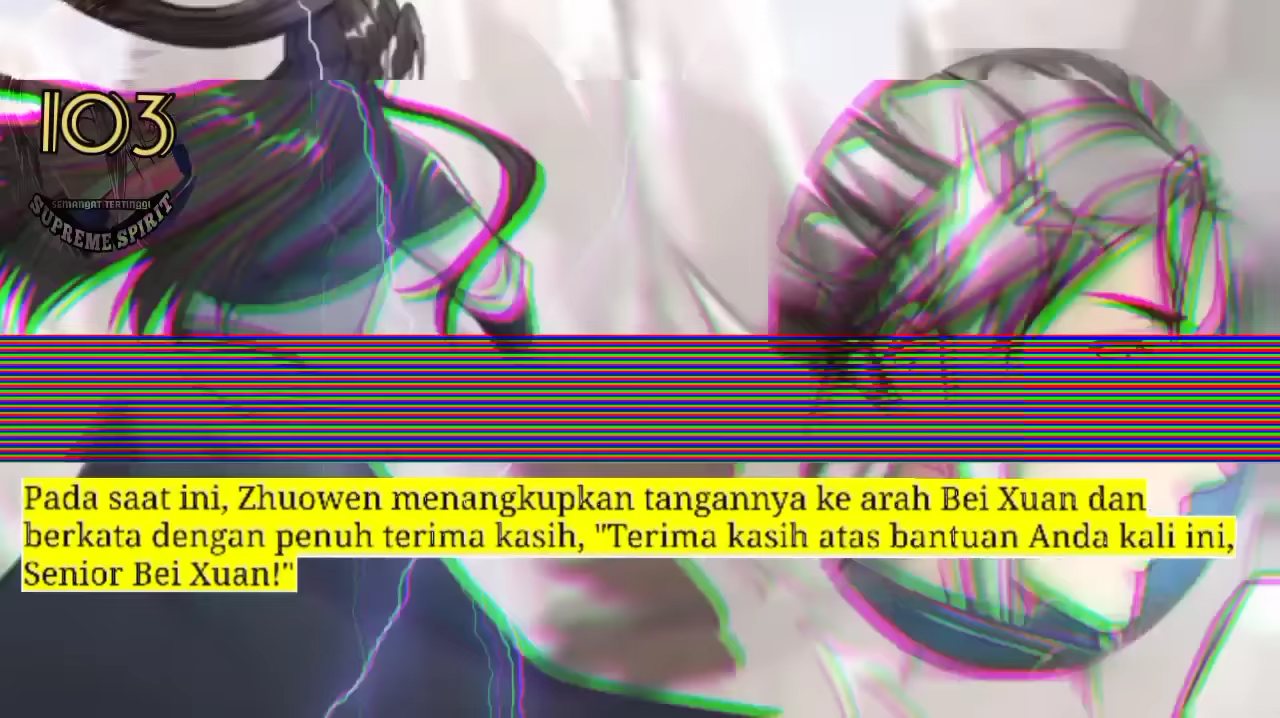 103
SEMANGAT TERTINGGI
SUPREME SPIRIT
Pada saat ini, Zhuowen menangkupkan tangannya ke arah Bei Xuan dan
berkata dengan penuh terima kasih, "Terima kasih atas bantuan Anda kali ini,
Senior Bei Xuan!"